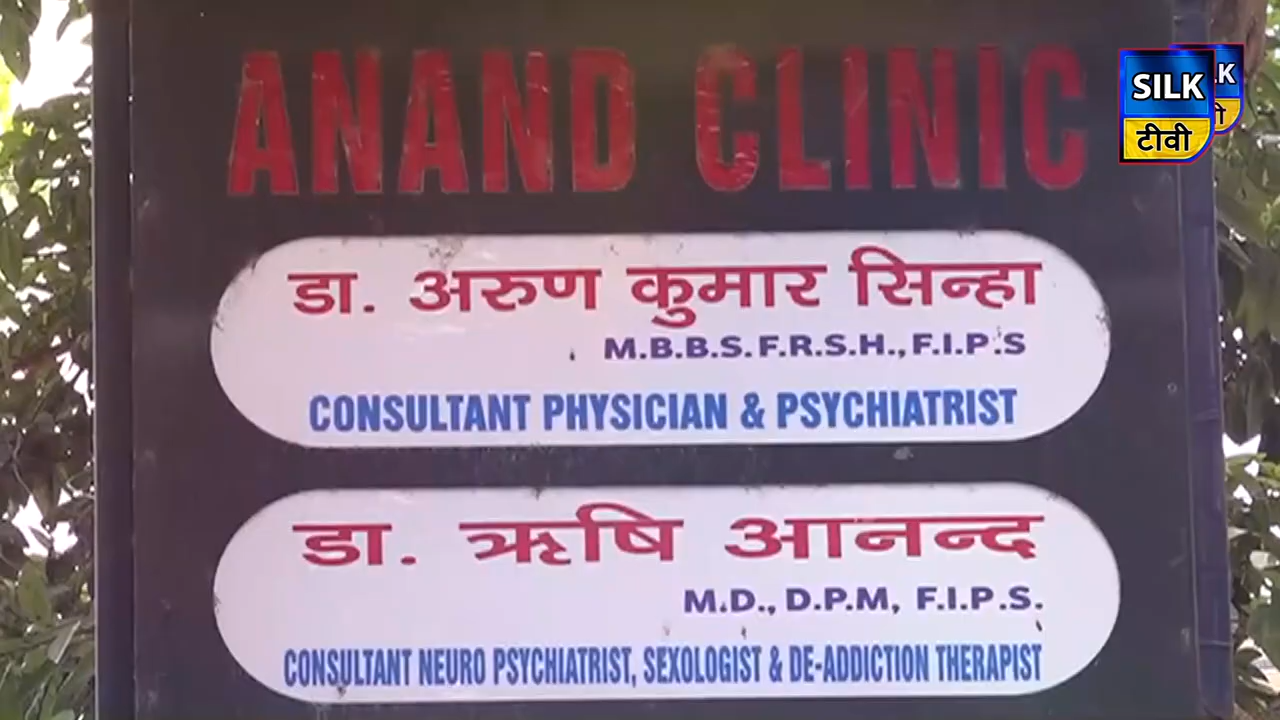 ANAND CLINIC
SILK
टीवी
डा. अरुण कुमार सिन्हा
M.B.B.S. F.R.S.H., F.I.P.S
CONSULTANT PHYSICIAN & PSYCHIATRIST
डा. ऋषि आनन्द
M.D., D.P.M, F.I.P.S.
CONSULTANT NEURO PSYCHIATRIST, SEXOLOGIST & DE-ADDICTION THERAPIST